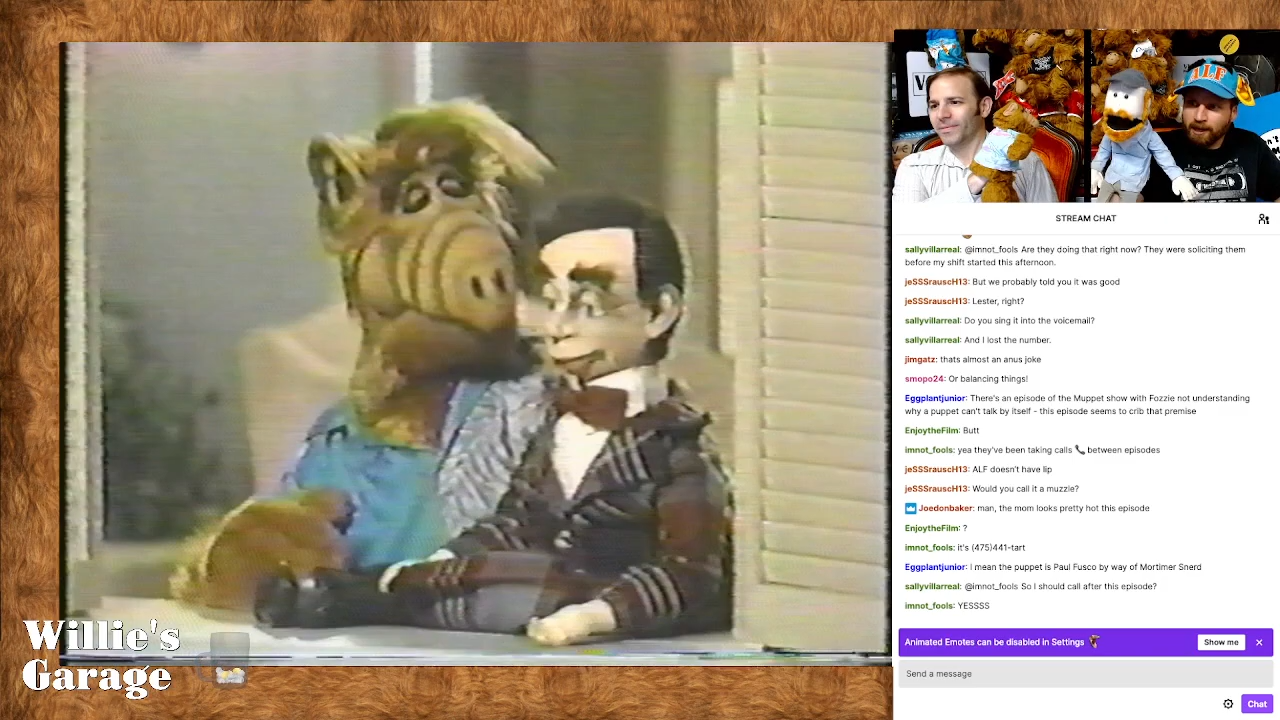 ALF
STREAM CHAT
sallyvillarreal: @imnot_fools Are they doing that right now? They were soliciting them
before my shift started this afternoon.
jeSSSrauscH13: But we probably told you it was good
jeSSSrauscH13: Lester, right?
sallyvillarreal: Do you sing it into the voicemail?
sallyvillarreal: And I lost the number.
jimgatz: thats almost an anus joke
smopo24: Or balancing things!
Eggplantjunior: There's an episode of the Muppet show with Fozzie not understanding
why a puppet can't talk by itself - this episode seems to crib that premise
EnjoytheFilm: Butt
imnot_fools: yea they've been taking calls 📞 between episodes
jeSSSrauscH13: ALF doesn't have lip
jeSSSrauscH13: Would you call it a muzzle?
Joedonbaker: man, the mom looks pretty hot this episode
EnjoytheFilm: ?
imnot_fools: it's (475)441-tart
Eggplantjunior: I mean the puppet is Paul Fusco by way of Mortimer Snerd
sallyvillarreal: @imnot_fools So I should call after this episode?
imnot_fools: YESSSS
Animated Emotes can be disabled in Settings
Show me
Send a message
Chat
Willie's
Garage